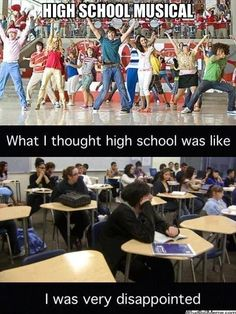 HIGH SCHOOL MUSICAL
What I thought high school was like
I was very disappointed